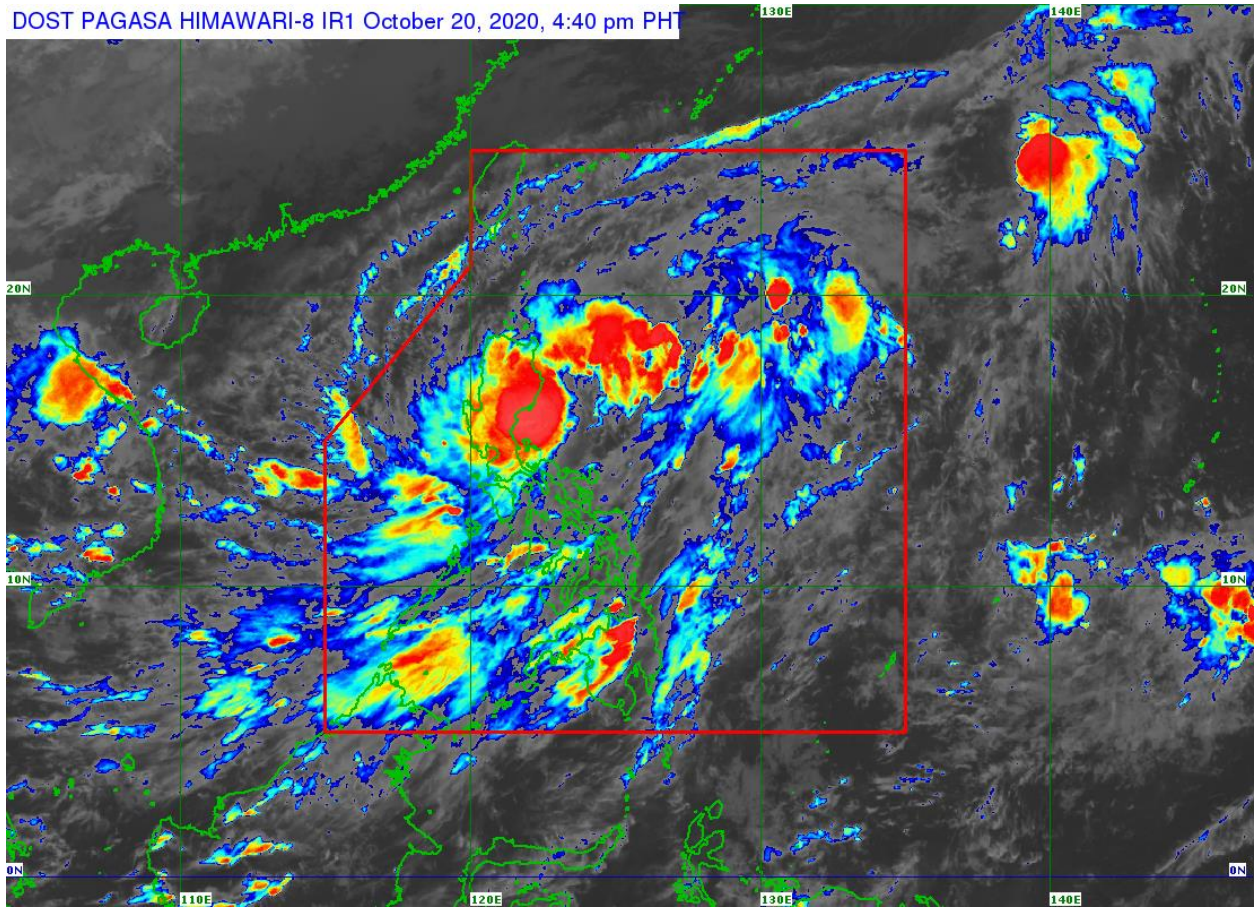 DOST PAGASA HIMAWARI-8 IR1 October 20, 2020, 4:40 pm PHT
130E
140E
20N
20N
10N
10N
0N
0N
110E
120E
130E
140E